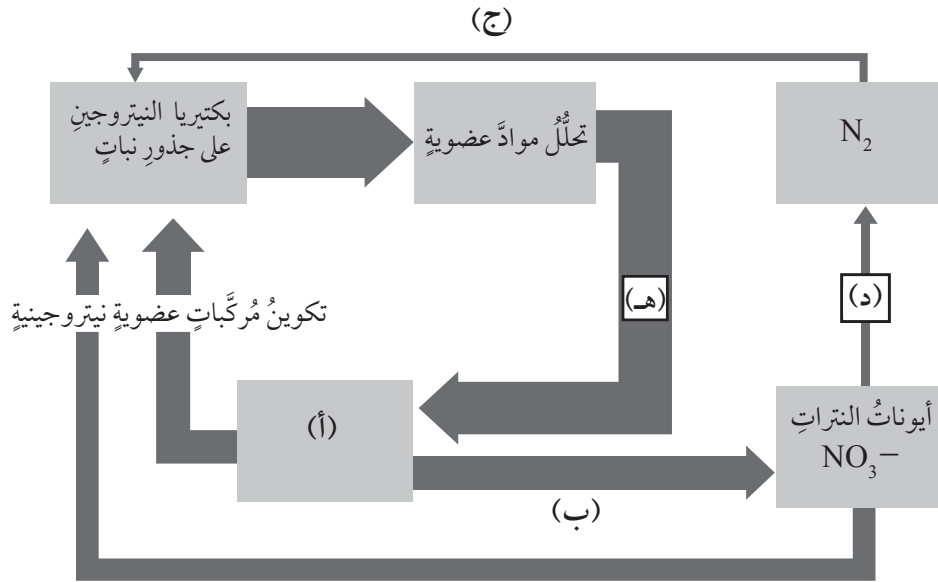 (ج)
بكتيريا النيتروجينِ
على جذورِ نباتٍ
تحلُّلُ موادَّ عضويةٍ
N₂
تكوينُ مُركَّباتٍ عضويةٍ نيتروجينيةٍ
(هـ)
(د)
(أ)
أيوناتُ النتراتِ
NO₃⁻
(ب)